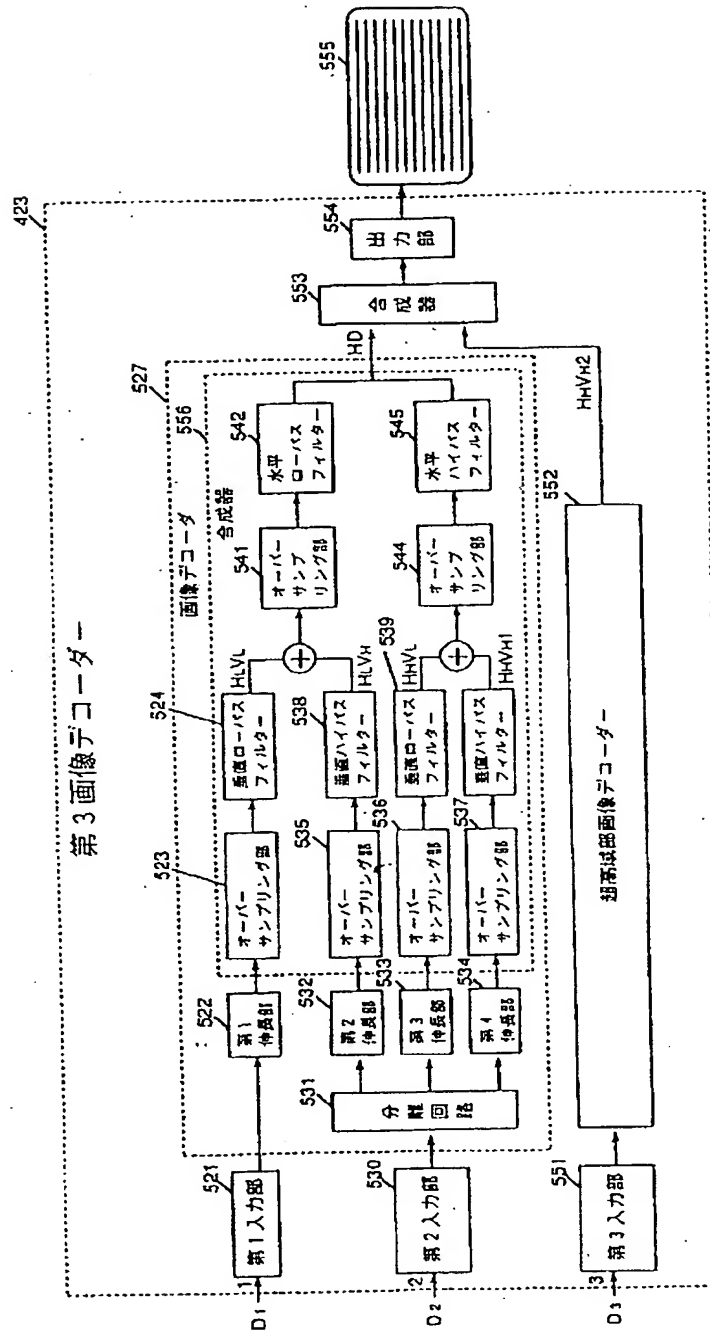 第3画像デコーダー
423
527
画像デコーダ
556
合成器
D1
1
521
第1入力部
522
第1
伸長部
523
オーバー
サンプリング部
524
垂直ローパス
フィルター
HLVL
541
オーバー
サンプ
リング部
542
水平
ローパス
フィルター
HD
553
合成器
554
出力部
555
D2
2
530
第2入力部
531
分離回路
532
第2
伸長部
535
オーバー
サンプリング部
538
垂直ハイパス
フィルター
HLVH
533
第3
伸長部
536
オーバー
サンプリング部
539
垂直ローパス
フィルター
HHVL
534
第4
伸長部
537
オーバー
サンプリング部
垂直ハイパス
フィルター
HHVH1
544
オーバー
サンプ
リング部
545
水平
ハイパス
フィルター
D3
3
551
第3入力部
552
超高域部画像デコーダー
HHVH2